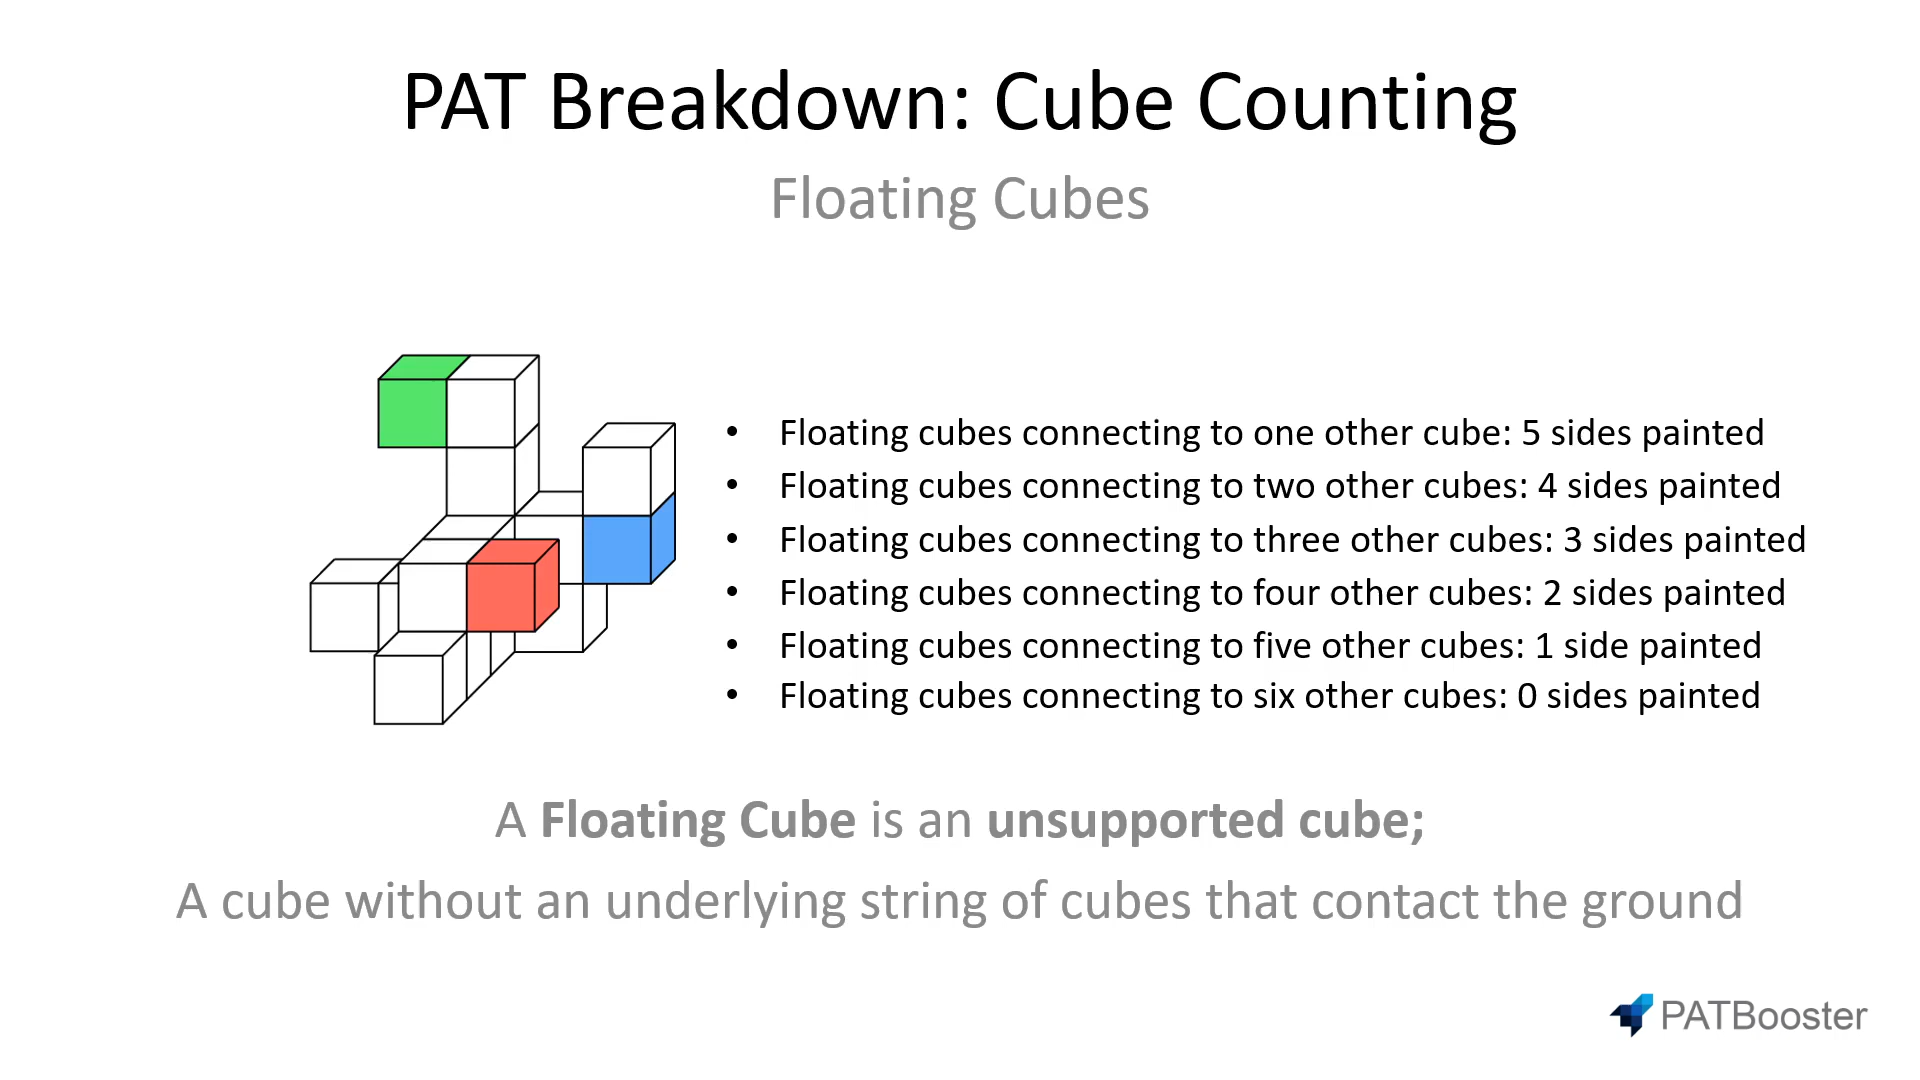 PAT Breakdown: Cube Counting
Floating Cubes
• Floating cubes connecting to one other cube: 5 sides painted
• Floating cubes connecting to two other cubes: 4 sides painted
• Floating cubes connecting to three other cubes: 3 sides painted
• Floating cubes connecting to four other cubes: 2 sides painted
• Floating cubes connecting to five other cubes: 1 side painted
• Floating cubes connecting to six other cubes: 0 sides painted
A Floating Cube is an unsupported cube;
A cube without an underlying string of cubes that contact the ground
PATBooster